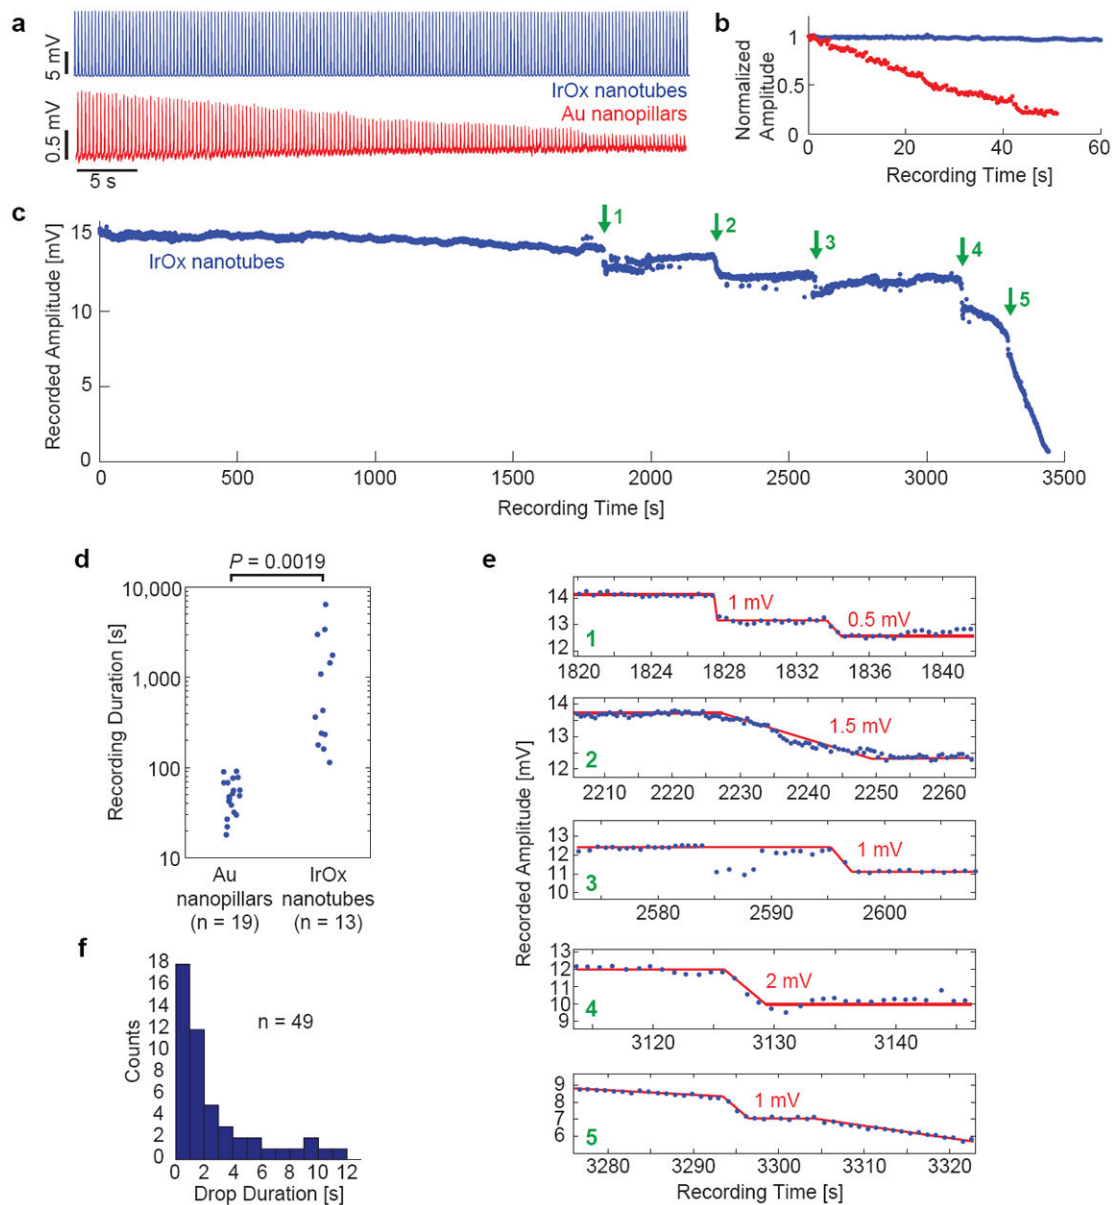 a
5 mV
IrOx nanotubes
Au nanopillars
0.5 mV
5 s
b
Normalized
Amplitude
1
0.5
0
0 20 40 60
Recording Time [s]
c
Recorded Amplitude [mV]
15
10
5
0
IrOx nanotubes
1
2
3
4
5
0 500 1000 1500 2000 2500 3000 3500
Recording Time [s]
d
P = 0.0019
Recording Duration [s]
10,000
1,000
100
10
Au
nanopillars
(n = 19)
IrOx
nanotubes
(n = 13)
e
Recorded Amplitude [mV]
14
13
12
1 mV
0.5 mV
1
1820 1824 1828 1832 1836 1840
14
13
12
1.5 mV
2
2210 2220 2230 2240 2250 2260
13
12
11
10
1 mV
3
2580 2590 2600
13
12
11
10
9
2 mV
4
3120 3130 3140
9
8
7
6
1 mV
5
3280 3290 3300 3310 3320
Recording Time [s]
f
Counts
18
16
14
12
10
8
6
4
2
0
n = 49
0 2 4 6 8 10 12
Drop Duration [s]